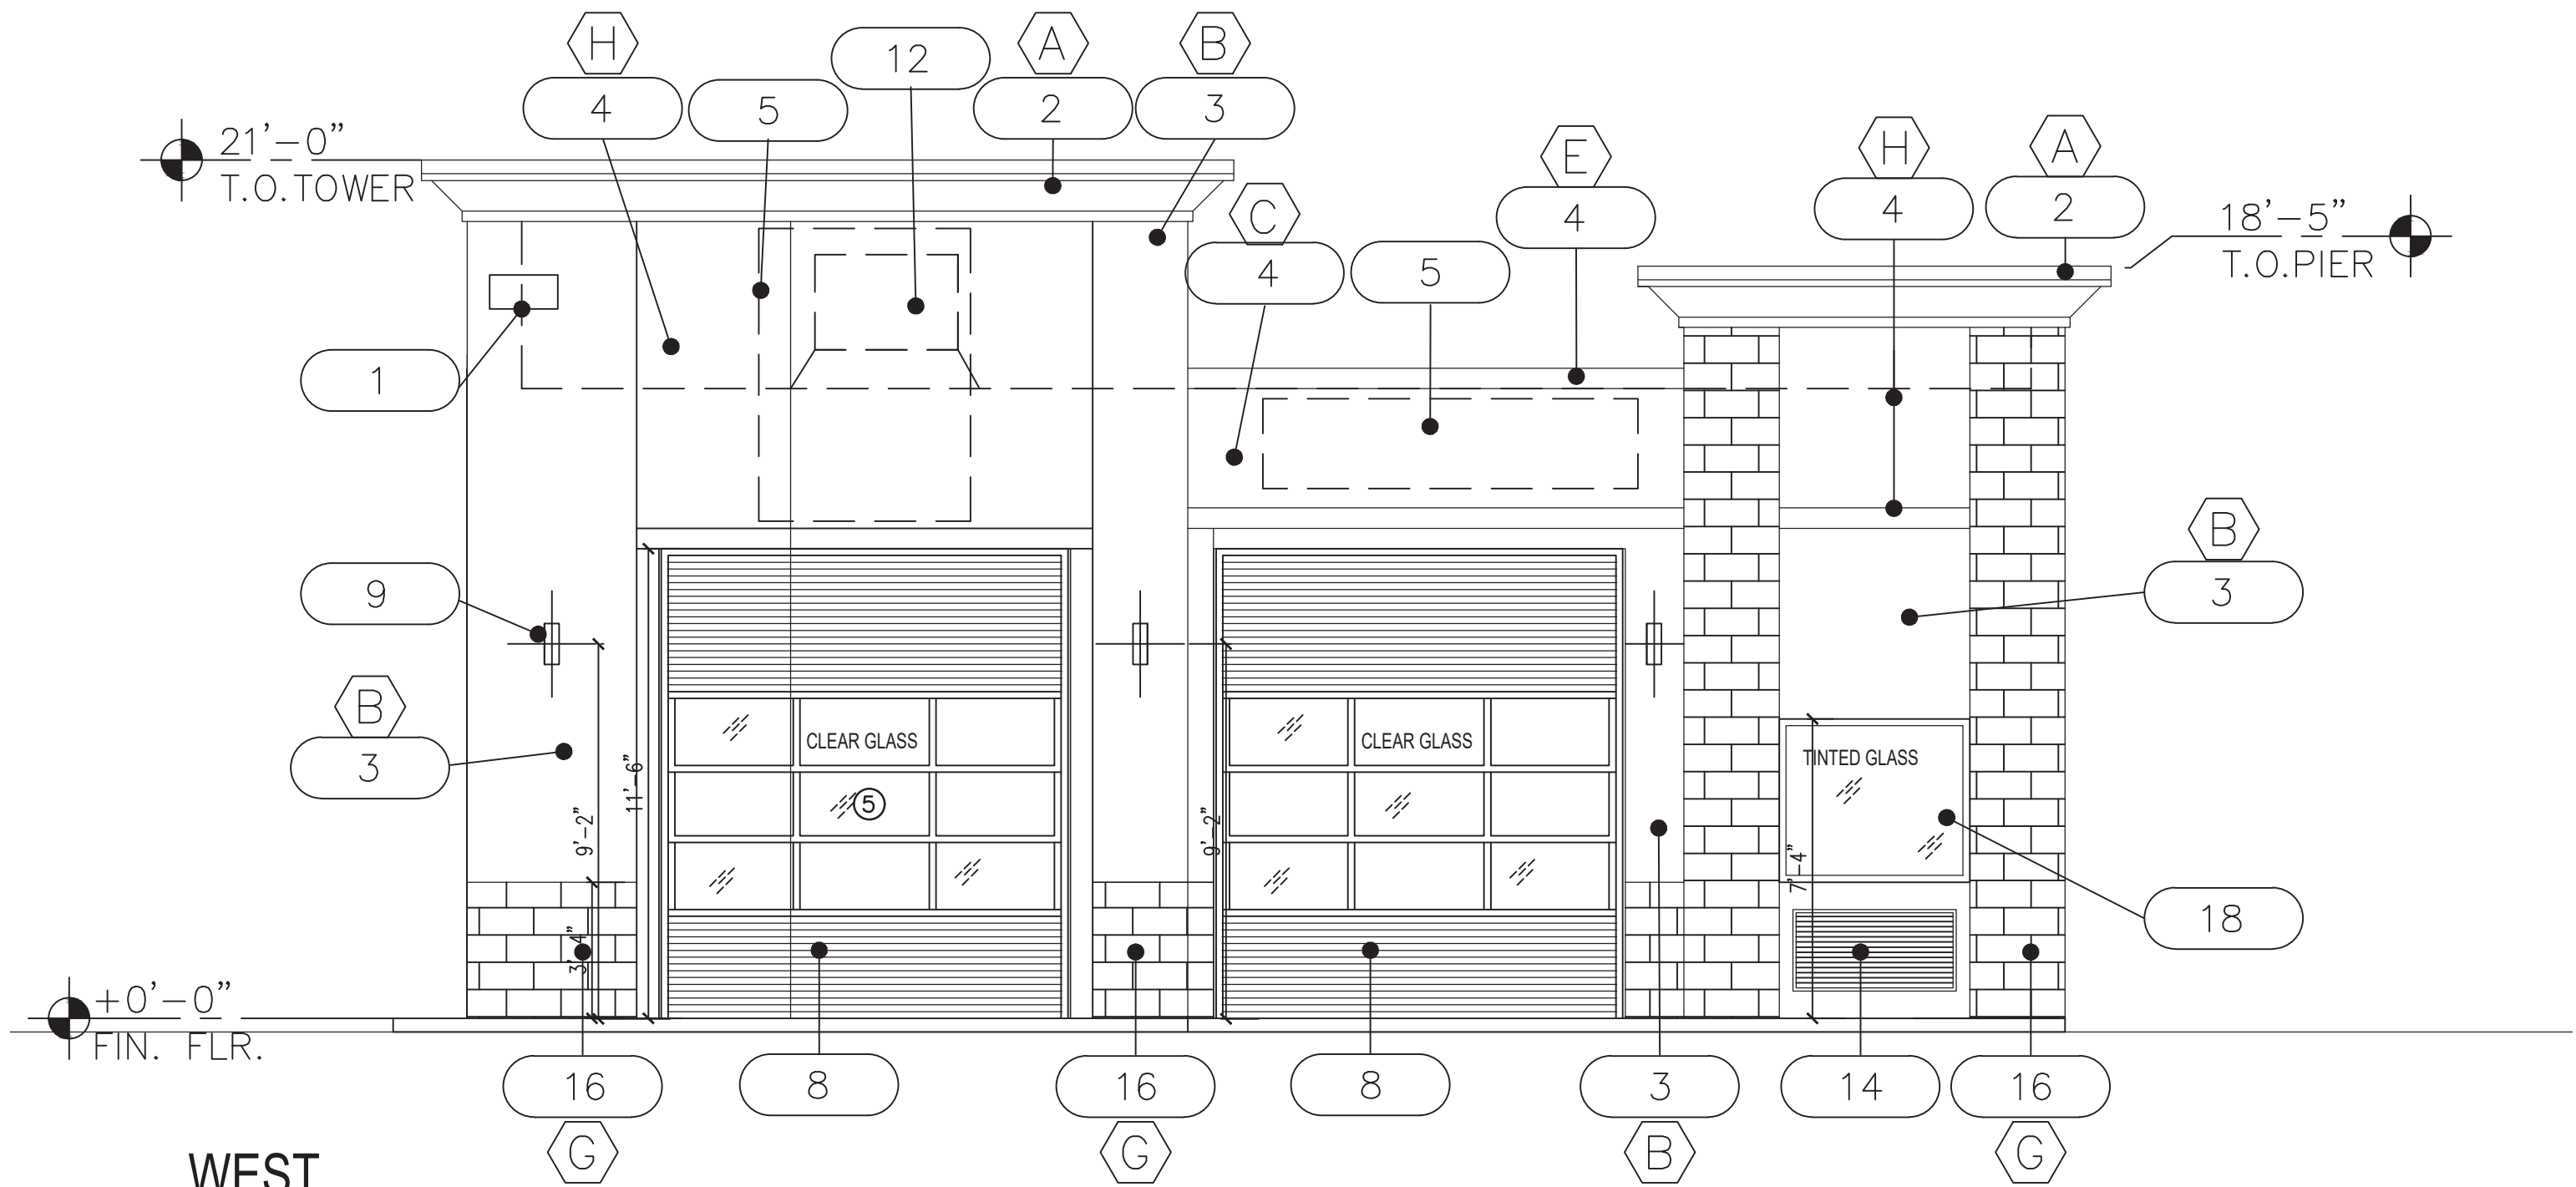 H
4
5
12
A
2
B
3
21'-0"
T.O.TOWER
E
4
C
4
5
H
4
A
2
18'-5"
T.O.PIER
1
9
B
3
B
3
CLEAR GLASS
CLEAR GLASS
TINTED GLASS
5
11'-6"
9'-2"
9'-2"
7'-4"
3'-4"
18
+0'-0"
FIN. FLR.
16
G
8
16
G
8
3
B
14
16
G
WEST